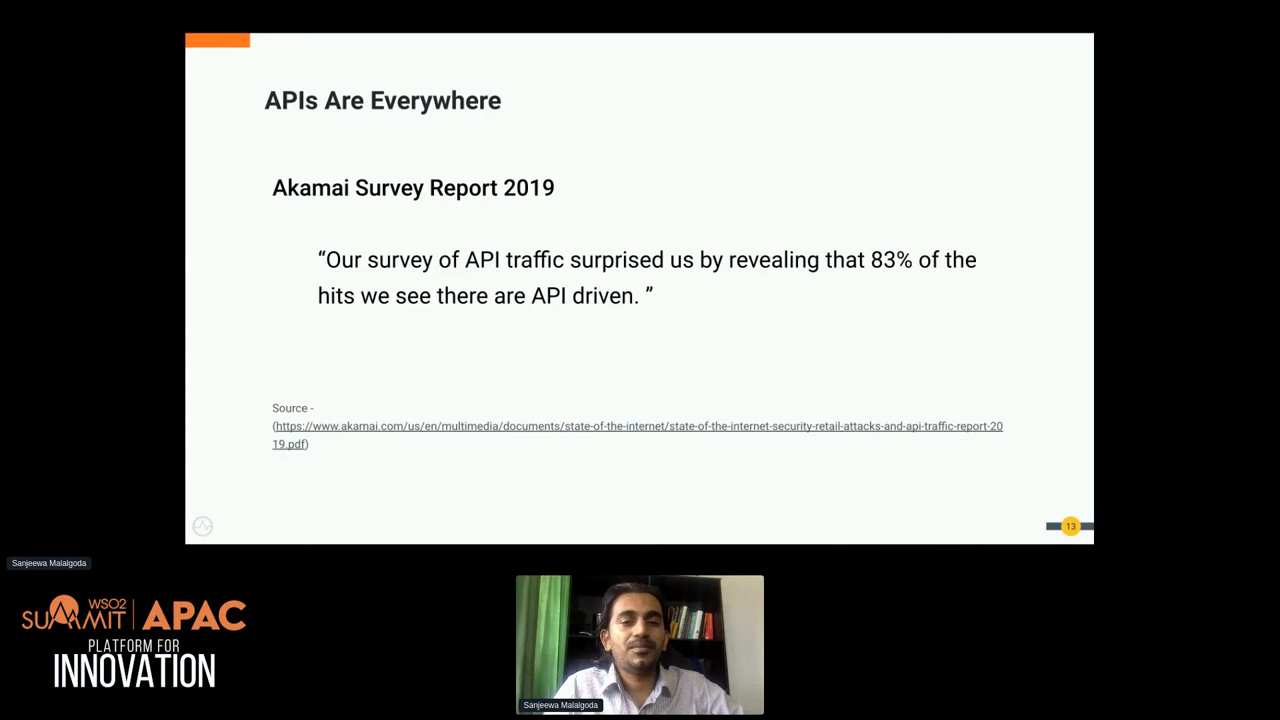 APIs Are Everywhere
Akamai Survey Report 2019
“Our survey of API traffic surprised us by revealing that 83% of the
hits we see there are API driven. ”
Source -
(https://www.akamai.com/us/en/multimedia/documents/state-of-the-internet/state-of-the-internet-security-retail-attacks-and-api-traffic-report-20
19.pdf)
13
Sanjeewa Malalgoda
WSO2
SUMMIT APAC
PLATFORM FOR
INNOVATION
Sanjeewa Malalgoda